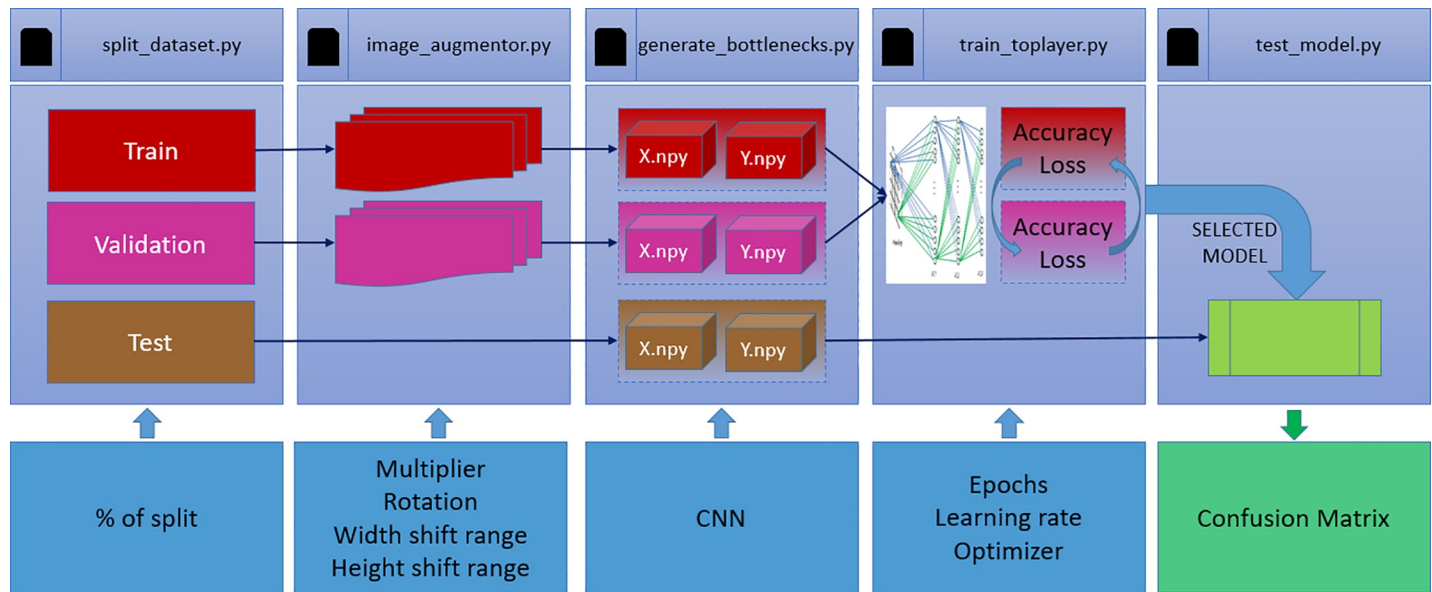 split_dataset.py
image_augmentor.py
generate_bottlenecks.py
train_toplayer.py
test_model.py
Train
X.npy
Y.npy
Accuracy
Loss
Validation
X.npy
Y.npy
Accuracy
Loss
SELECTED
MODEL
Test
X.npy
Y.npy
% of split
Multiplier
Rotation
Width shift range
Height shift range
CNN
Epochs
Learning rate
Optimizer
Confusion Matrix